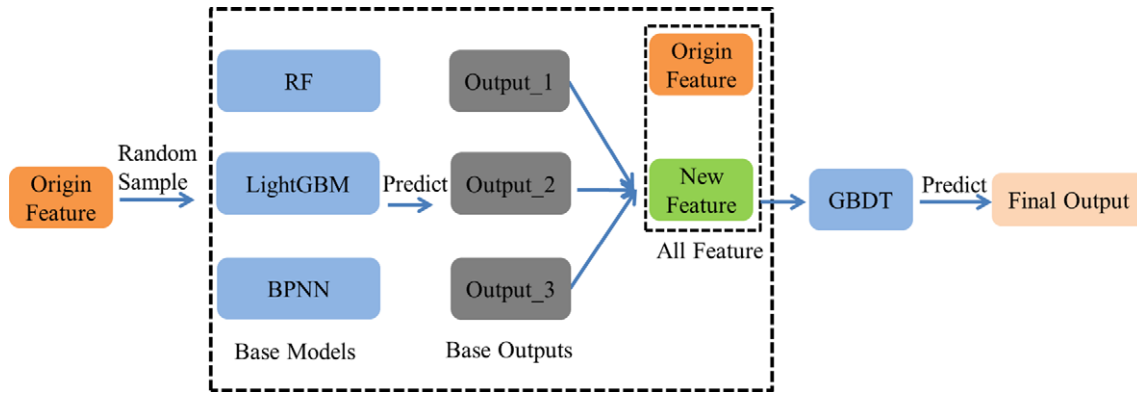 Origin
Feature
Random
Sample
RF
LightGBM
BPNN
Base Models
Predict
Output_1
Output_2
Output_3
Base Outputs
Origin
Feature
New
Feature
All Feature
GBDT
Predict
Final Output